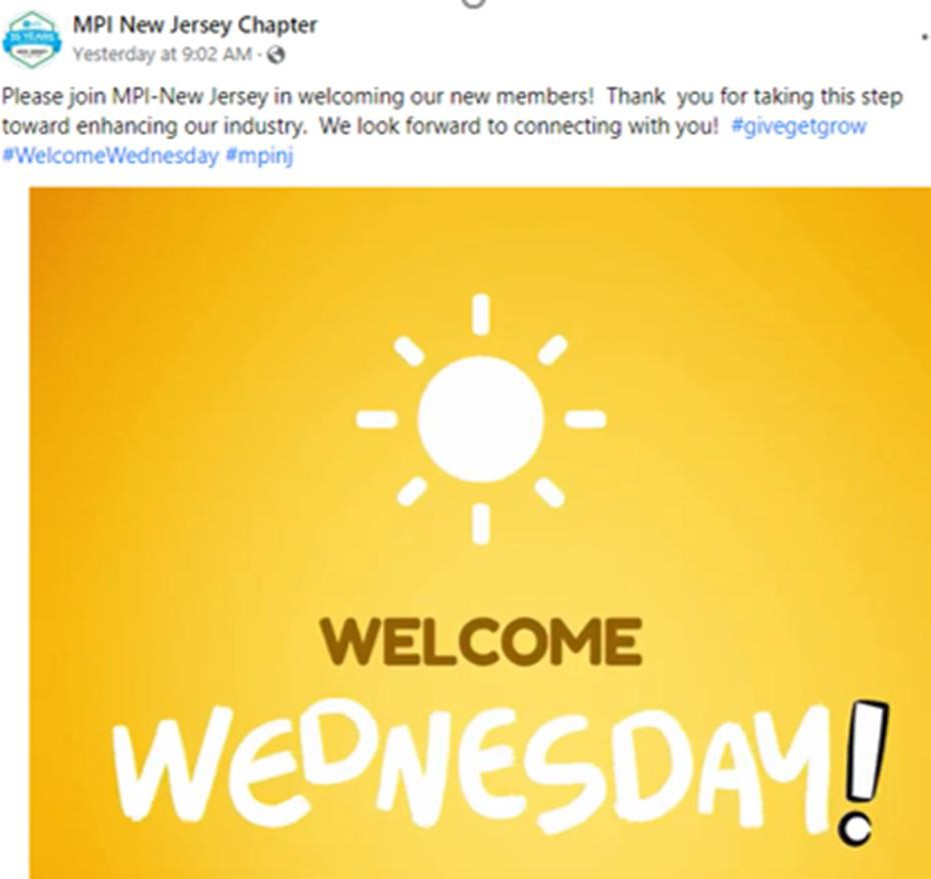 MPI New Jersey Chapter
Yesterday at 9:02 AM ·
Please join MPI-New Jersey in welcoming our new members!  Thank  you for taking this step
toward enhancing our industry.  We look forward to connecting with you!  #givegetgrow
#WelcomeWednesday #mpinj
35 YEARS
WELCOME
WEDNESDAY!